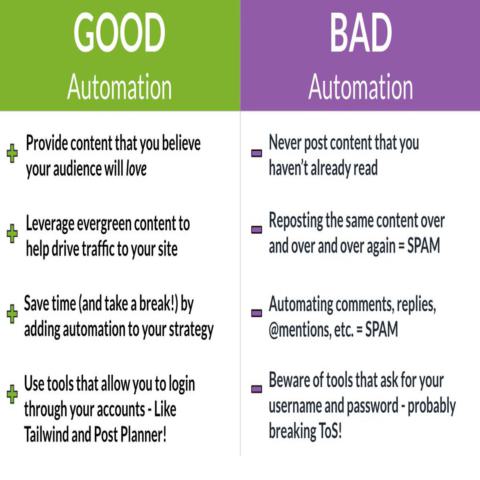 GOOD
Automation
Provide content that you believe
your audience will love
Leverage evergreen content to
help drive traffic to your site
Save time (and take a break!) by
adding automation to your strategy
Use tools that allow you to login
through your accounts - Like
Tailwind and Post Planner!
BAD
Automation
Never post content that you
haven't already read
Reposting the same content over
and over and over again = SPAM
Automating comments, replies,
@mentions, etc. = SPAM
Beware of tools that ask for your
username and password - probably
breaking ToS!